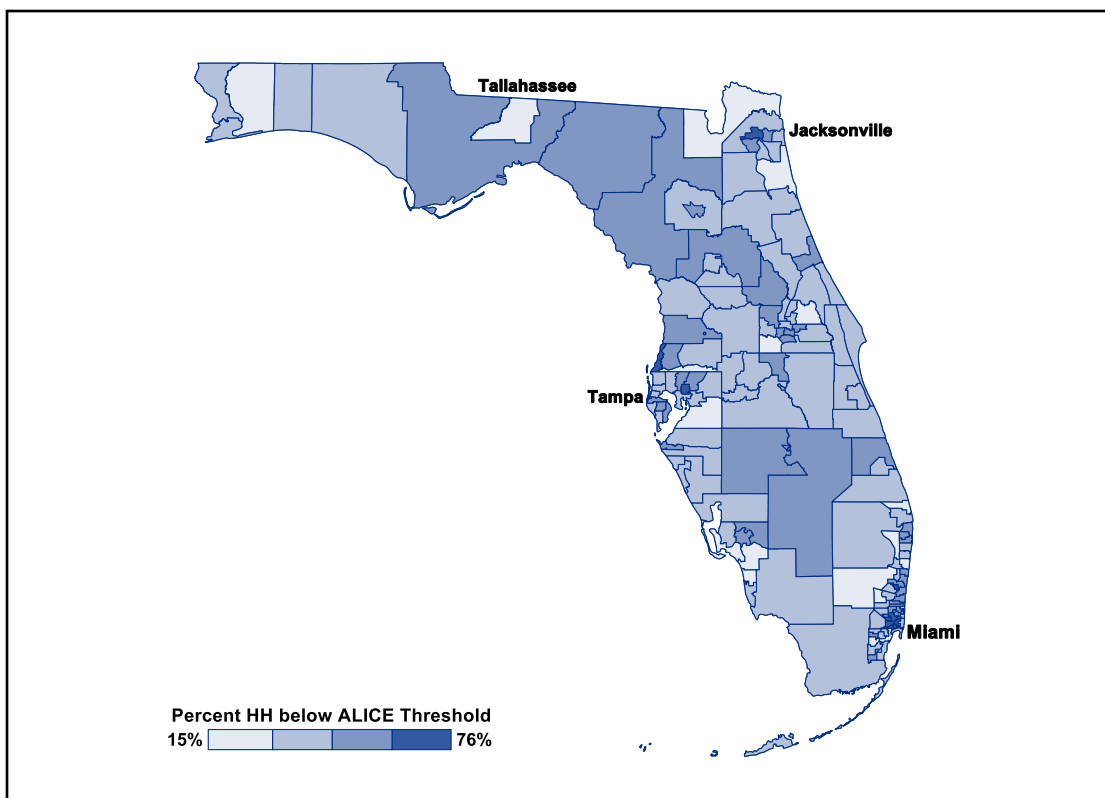 Tallahassee
Jacksonville
Tampa
Miami
Percent HH below ALICE Threshold
15% 76%